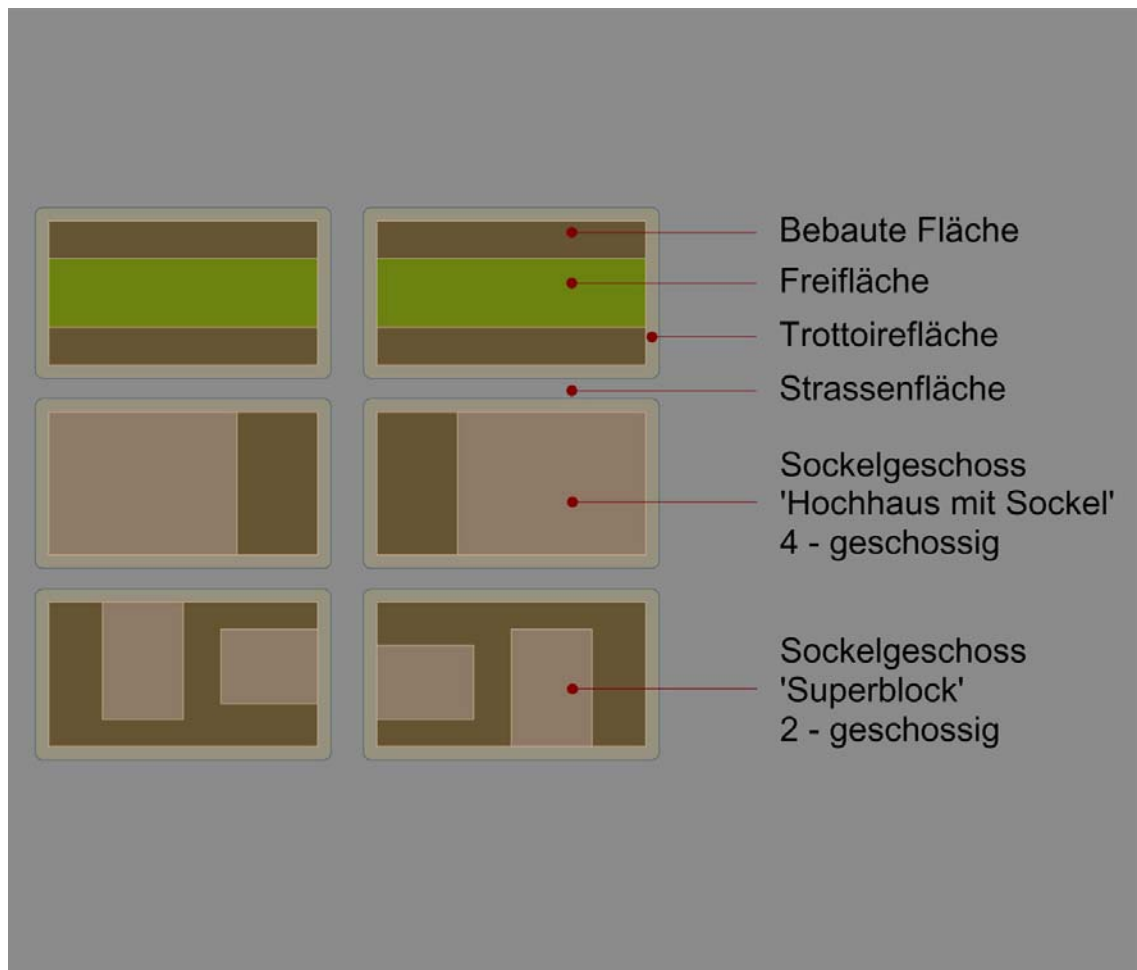 Bebaute Fläche
Freifläche
Trottoirefläche
Strassenfläche
Sockelgeschoss
'Hochhaus mit Sockel'
4 - geschossig
Sockelgeschoss
'Superblock'
2 - geschossig